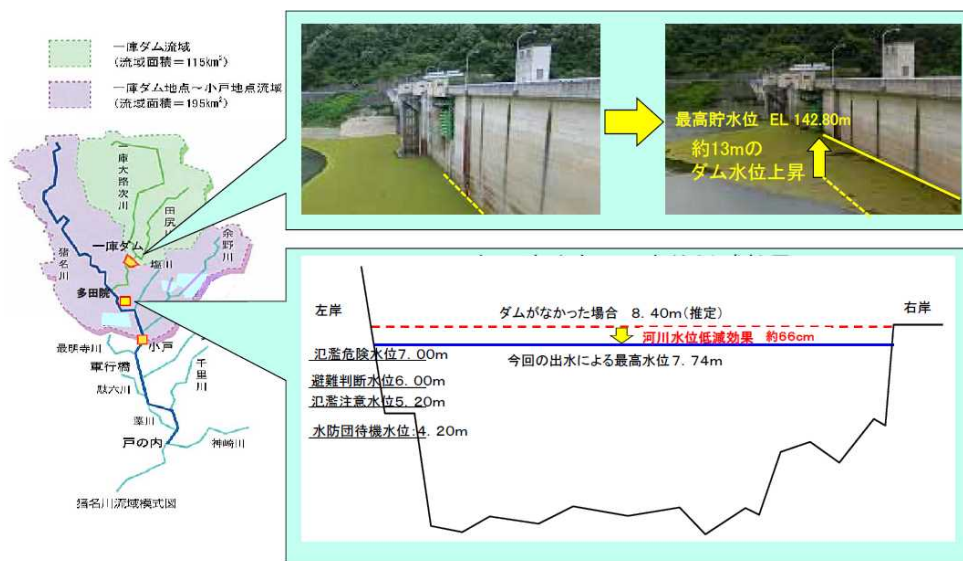 一庫ダム流域
(流域面積＝115km²)
一庫ダム地点～小戸地点流域
(流域面積＝195km²)
最高貯水位 EL 142.80m
約13mの
ダム水位上昇
一庫大路次川
田尻川
余野川
一庫ダム
塩川
猪名川
多田院
小戸
最明寺川
軍行橋
駄六川
千里川
藻川
戸の内
神崎川
猪名川流域模式図
左岸
右岸
ダムがなかった場合 8.40m(推定)
河川水位低減効果 約66cm
今回の出水による最高水位7.74m
氾濫危険水位7.00m
避難判断水位6.00m
氾濫注意水位5.20m
水防団待機水位:4.20m